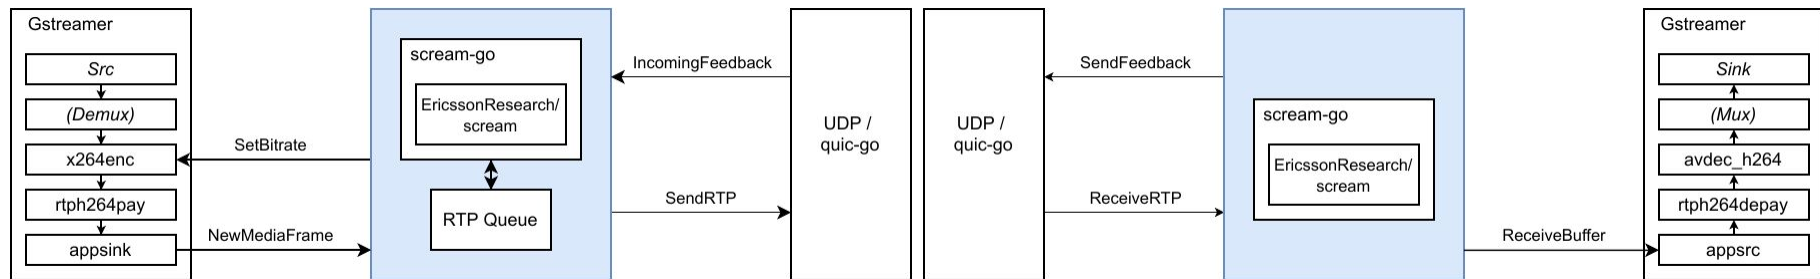 Gstreamer
Src
(Demux)
x264enc
rtph264pay
appsink
SetBitrate
NewMediaFrame
scream-go
EricssonResearch/
scream
RTP Queue
IncomingFeedback
SendRTP
UDP /
quic-go
UDP /
quic-go
SendFeedback
ReceiveRTP
scream-go
EricssonResearch/
scream
ReceiveBuffer
Gstreamer
Sink
(Mux)
avdec_h264
rtph264depay
appsrc